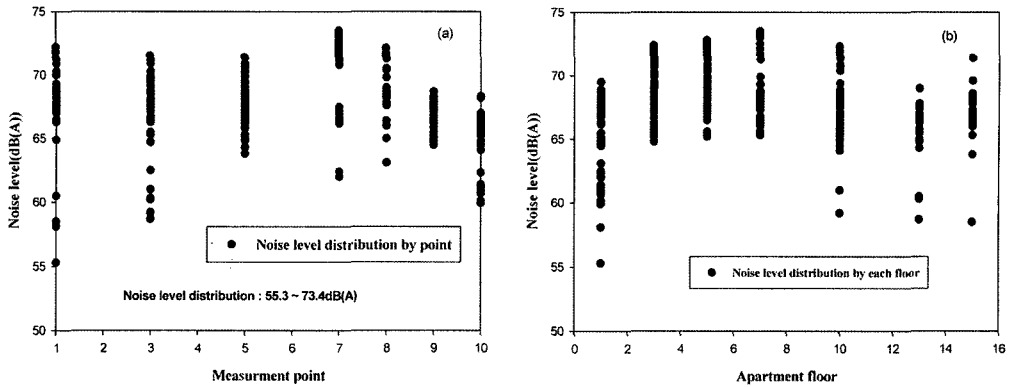 75
70
65
60
55
50
Noise level(dB(A))
(a)
Noise level distribution by point
Noise level distribution : 55.3 ~ 73.4dB(A)
1 2 3 4 5 6 7 8 9 10
Measurment point
75
70
65
60
55
50
Noise level(dB(A))
(b)
Noise level distribution by each floor
0 2 4 6 8 10 12 14 16
Apartment floor